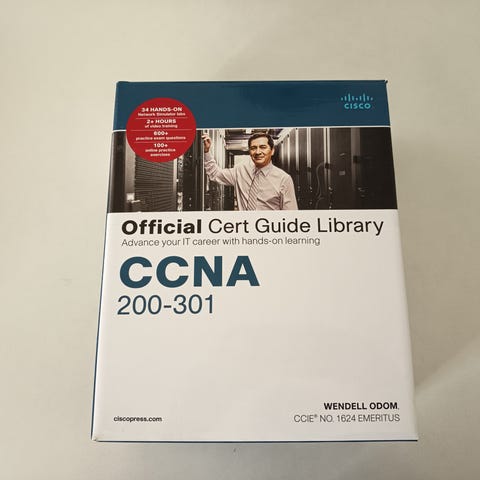 34 HANDS-ON
Network Simulator labs
2+ HOURS
of video training
600+
practice exam questions
100+
online practice
exercises
CISCO
Official Cert Guide Library
Advance your IT career with hands-on learning
CCNA
200-301
WENDELL ODOM,
CCIE® NO. 1624 EMERITUS
ciscopress.com